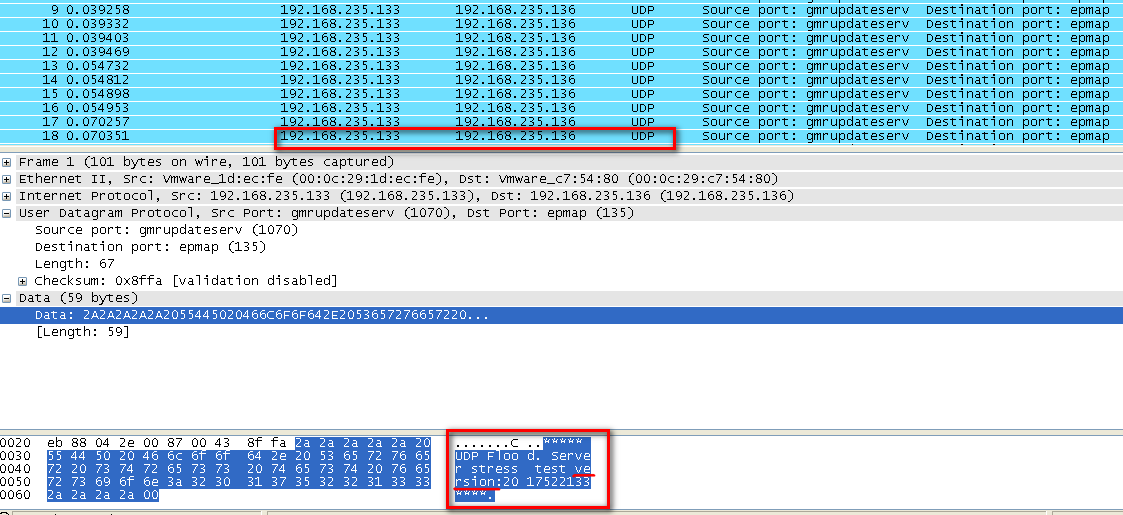 9 0.039258 192.168.235.133 192.168.235.136 UDP Source port: gmrupdateserv Destination port: epmap
10 0.039332 192.168.235.133 192.168.235.136 UDP Source port: gmrupdateserv Destination port: epmap
11 0.039403 192.168.235.133 192.168.235.136 UDP Source port: gmrupdateserv Destination port: epmap
12 0.039469 192.168.235.133 192.168.235.136 UDP Source port: gmrupdateserv Destination port: epmap
13 0.054732 192.168.235.133 192.168.235.136 UDP Source port: gmrupdateserv Destination port: epmap
14 0.054812 192.168.235.133 192.168.235.136 UDP Source port: gmrupdateserv Destination port: epmap
15 0.054898 192.168.235.133 192.168.235.136 UDP Source port: gmrupdateserv Destination port: epmap
16 0.054953 192.168.235.133 192.168.235.136 UDP Source port: gmrupdateserv Destination port: epmap
17 0.070257 192.168.235.133 192.168.235.136 UDP Source port: gmrupdateserv Destination port: epmap
18 0.070351 192.168.235.133 192.168.235.136 UDP Source port: gmrupdateserv Destination port: epmap
Frame 1 (101 bytes on wire, 101 bytes captured)
Ethernet II, Src: Vmware_1d:ec:fe (00:0c:29:1d:ec:fe), Dst: Vmware_c7:54:80 (00:0c:29:c7:54:80)
Internet Protocol, Src: 192.168.235.133 (192.168.235.133), Dst: 192.168.235.136 (192.168.235.136)
User Datagram Protocol, Src Port: gmrupdateserv (1070), Dst Port: epmap (135)
Source port: gmrupdateserv (1070)
Destination port: epmap (135)
Length: 67
Checksum: 0x8ffa [validation disabled]
Data (59 bytes)
Data: 2A2A2A2A2A2055445020466C6F6F642E2053657276657220...
[Length: 59]
0020 eb 88 04 2e 00 87 00 43 8f fa 2a 2a 2a 2a 2a 20 .......C ..*****
0030 55 44 50 20 46 6c 6f 6f 64 2e 20 53 65 72 76 65 UDP Floo d. Serve
0040 72 20 73 74 72 65 73 73 20 74 65 73 74 20 76 65 r stress test ve
0050 72 73 69 6f 6e 3a 32 30 31 37 35 32 32 31 33 33 rsion:20 17522133
0060 2a 2a 2a 2a 00 ****.